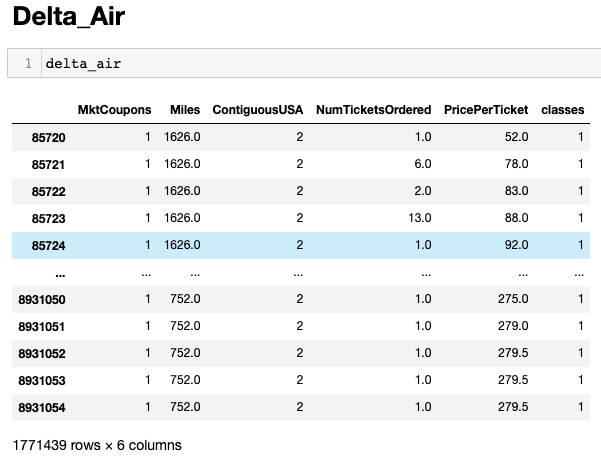 Delta_Air
1 delta_air
MktCoupons Miles ContiguousUSA NumTicketsOrdered PricePerTicket classes
85720 1 1626.0 2 1.0 52.0 1
85721 1 1626.0 2 6.0 78.0 1
85722 1 1626.0 2 2.0 83.0 1
85723 1 1626.0 2 13.0 88.0 1
85724 1 1626.0 2 1.0 92.0 1
... ... ... ... ... ... ...
8931050 1 752.0 2 1.0 275.0 1
8931051 1 752.0 2 1.0 279.0 1
8931052 1 752.0 2 1.0 279.5 1
8931053 1 752.0 2 1.0 279.5 1
8931054 1 752.0 2 1.0 279.5 1
1771439 rows × 6 columns